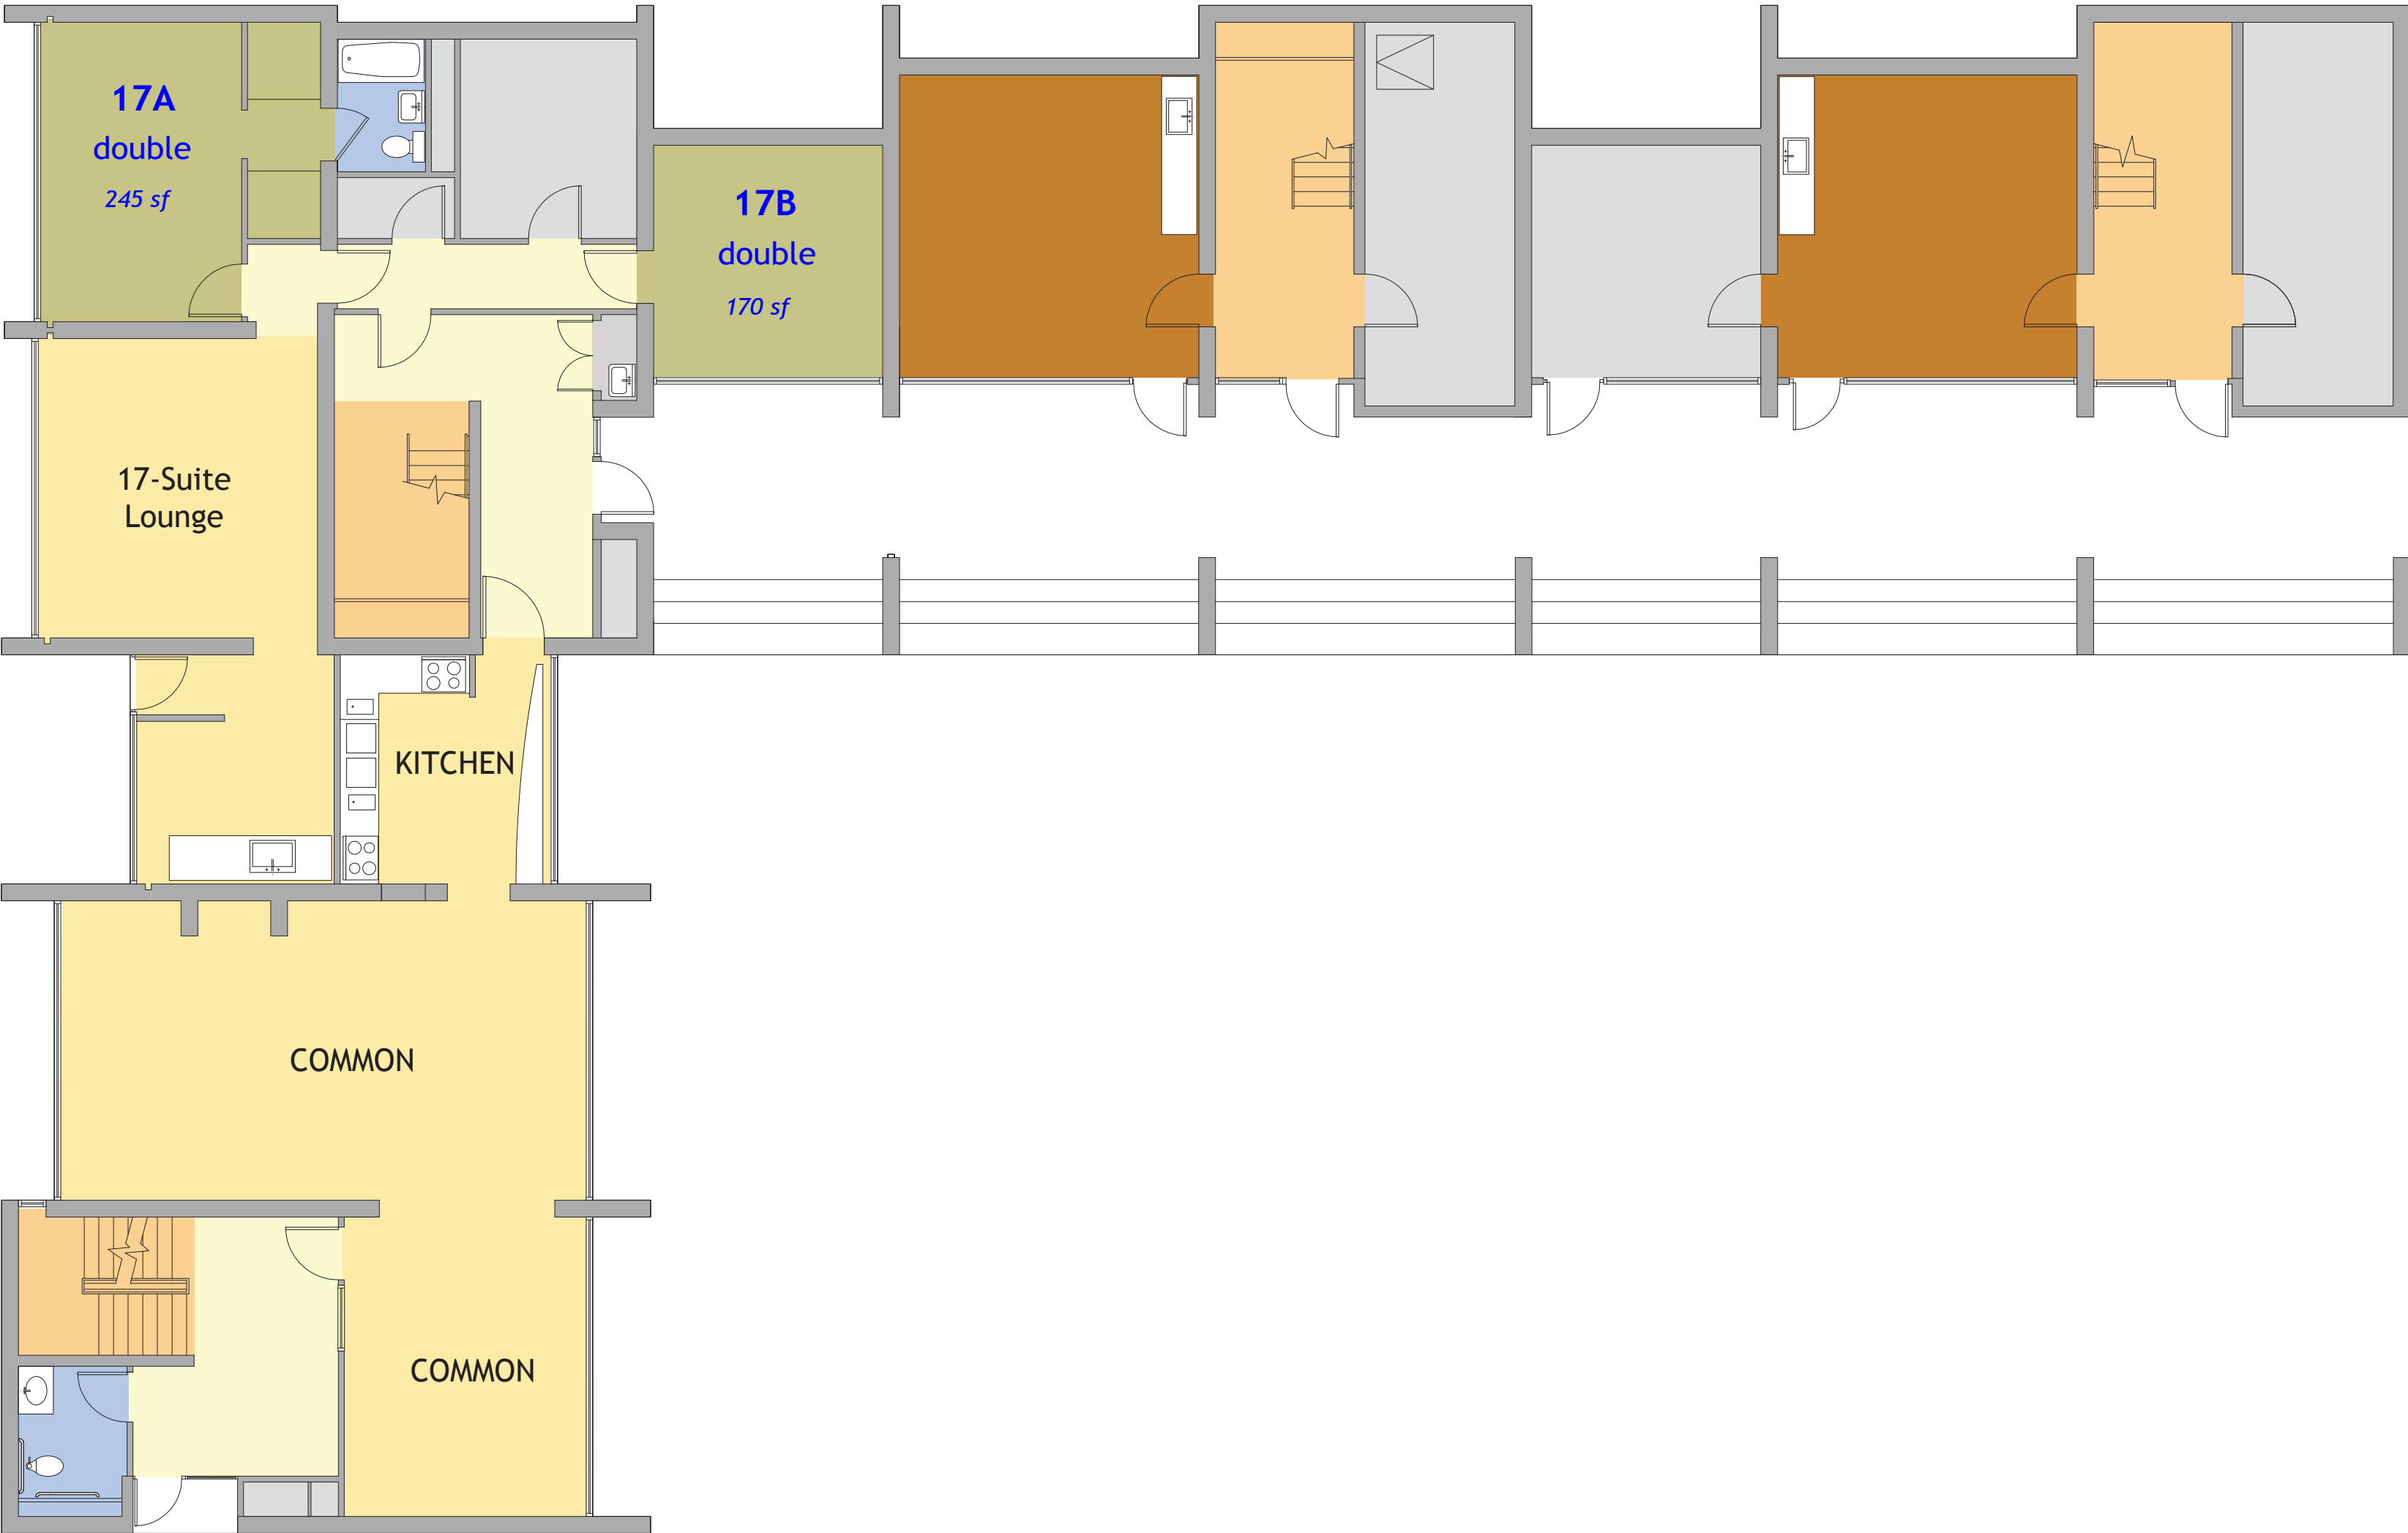 17A
double
245 sf
17B
double
170 sf
17-Suite
Lounge
KITCHEN
COMMON
COMMON